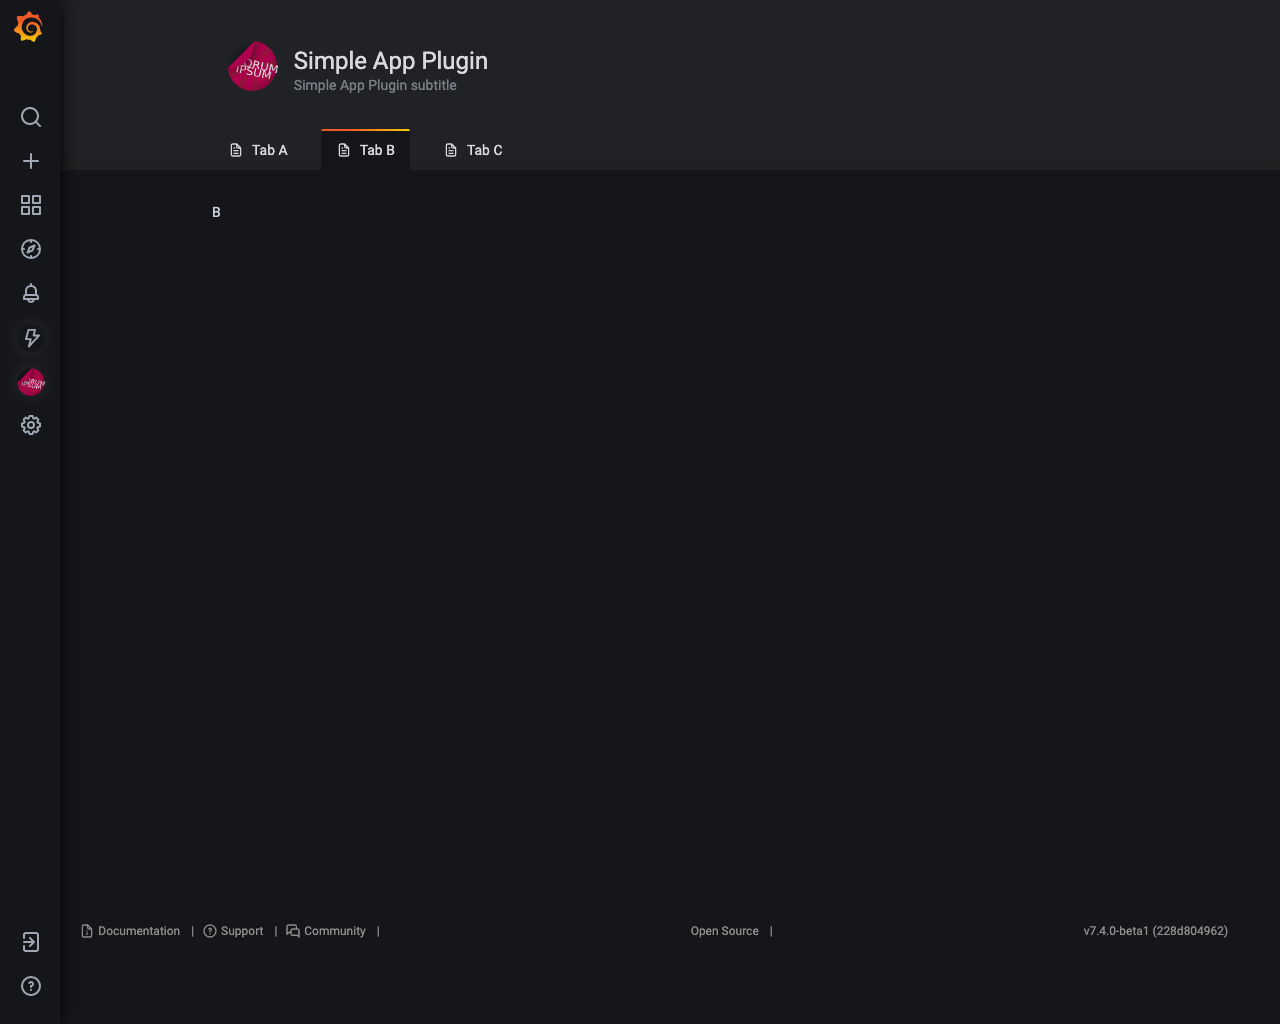 LORUM
IPSUM
Simple App Plugin
Simple App Plugin subtitle
Tab A
Tab B
Tab C
B
Documentation | Support | Community |
Open Source |
v7.4.0-beta1 (228d804962)